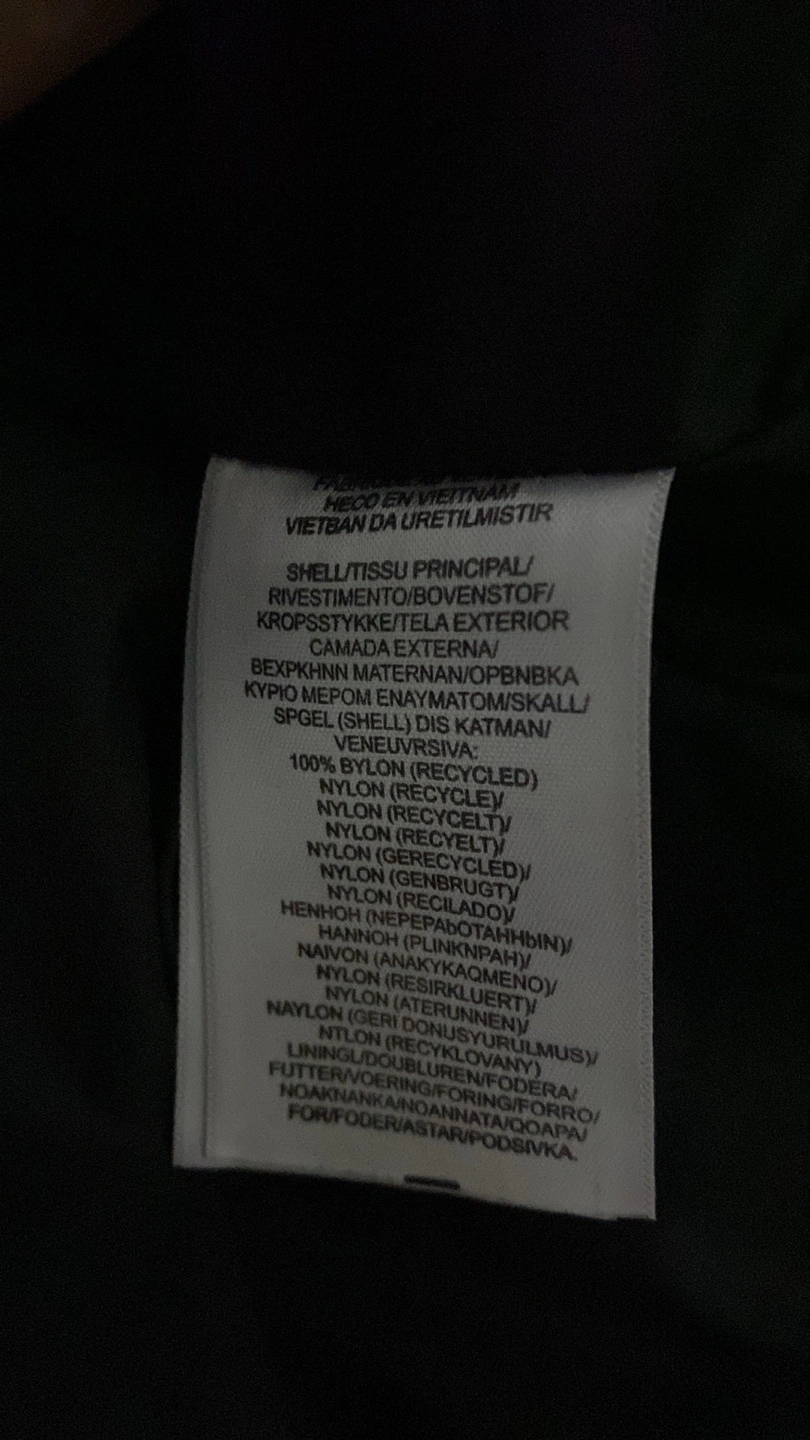 HECO EN VIETTNAM
VIETBAN DA URETILMISTIR
SHELL/TISSU PRINCIPAL/
RIVESTIMENTO/BOVENSTOF/
KROPSSTYKKE/TELA EXTERIOR
CAMADA EXTERNA/
BEXPKHNN MATERNAN/OPBNBKA
KYPIO MEPOM ENAYMATOM/SKALL/
SPGEL (SHELL) DIS KATMAN/
VENEUVRSIVA:
100% BYLON (RECYCLED)
NYLON (RECYCLE)/
NYLON (RECYCELT)/
NYLON (RECYELT)/
NYLON (GERECYCLED)/
NYLON (GENBRUGT)/
NYLON (RECILADO)/
HENHOH (NEPEPAbOTAHHbIN)/
HANNOH (PLINKNPAH)/
NAIVON (ANAKYKAQMENO)/
NYLON (RESIRKLUERT)/
NYLON (ATERUNNEN)/
NAYLON (GERI DONUSYURULMUS)/
NTLON (RECYKLOVANY)
LININGL/DOUBLUREN/FODERA/
FUTTER/VOERING/FORING/FORRO/
NOAKNANKA/NOANNATA/QOAPA/
FOR/FODER/ASTAR/PODSIVKA.